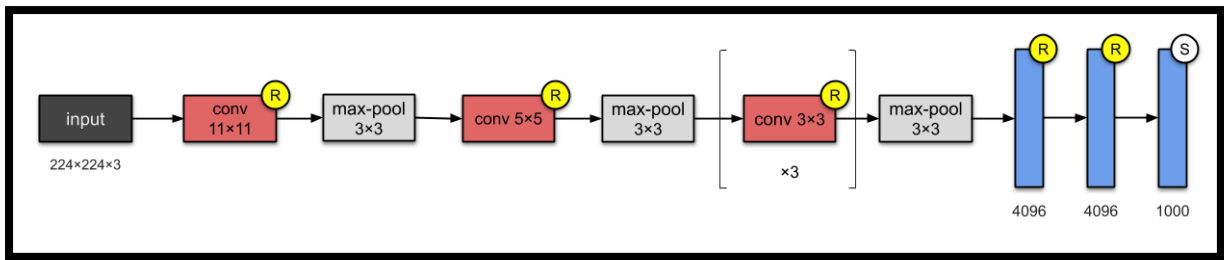 input
224×224×3
conv
11×11
R
max-pool
3×3
conv 5×5
R
max-pool
3×3
conv 3×3
R
×3
max-pool
3×3
R
4096
R
4096
S
1000